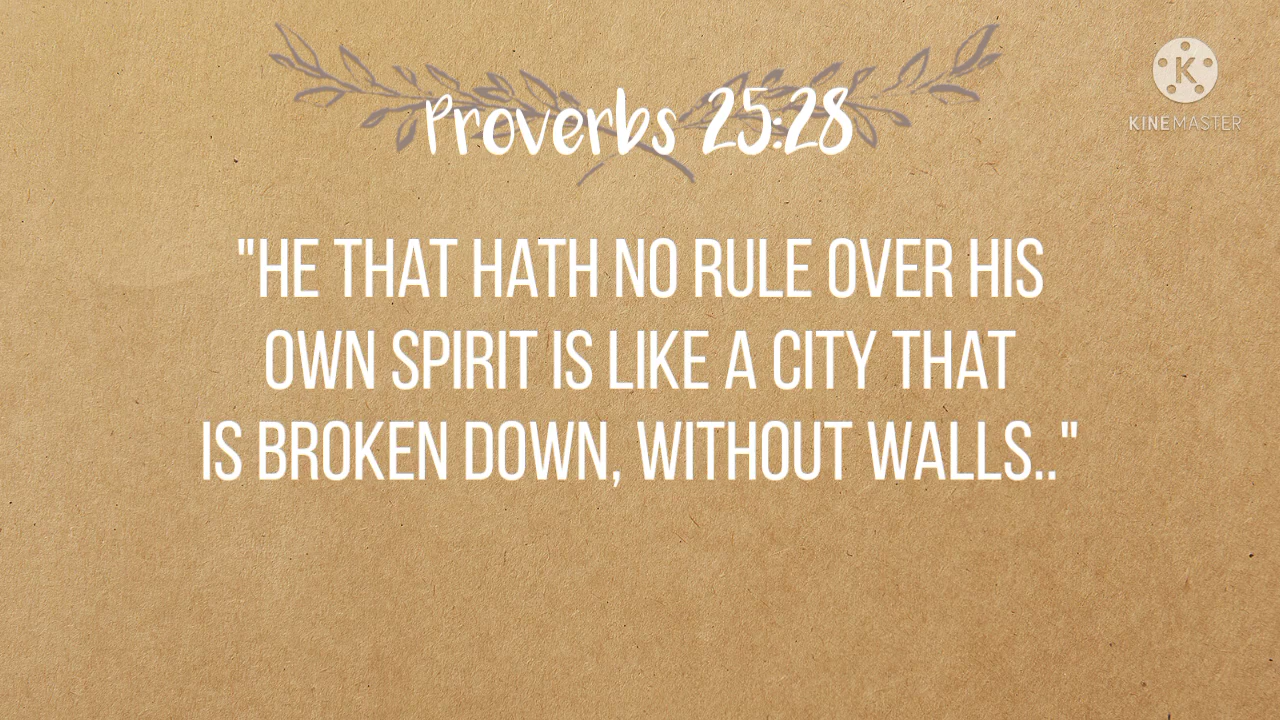 Proverbs 25:28
K
KINEMASTER
"HE THAT HATH NO RULE OVER HIS
OWN SPIRIT IS LIKE A CITY THAT
IS BROKEN DOWN, WITHOUT WALLS.."